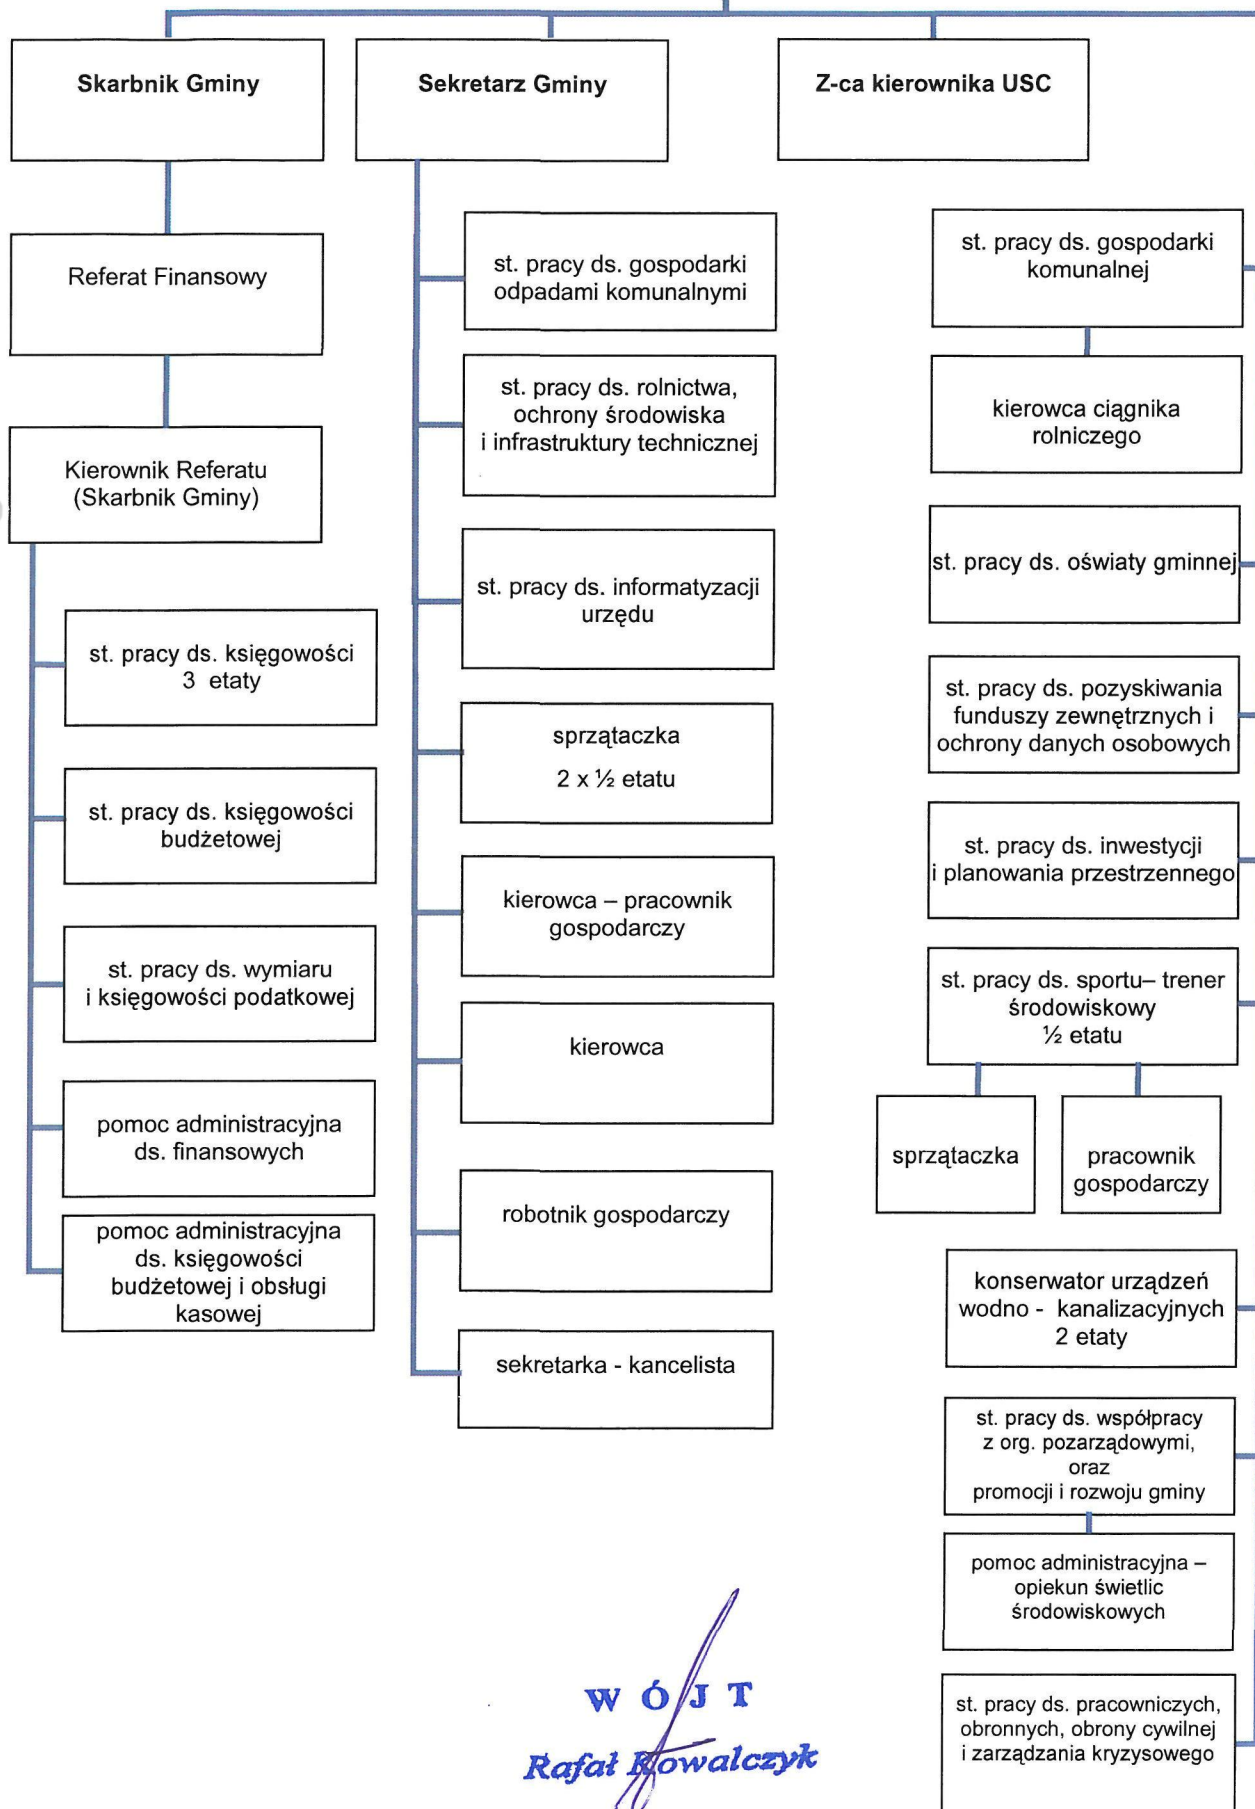 Skarbnik Gminy
Sekretarz Gminy
Z-ca kierownika USC
Referat Finansowy
Kierownik Referatu
(Skarbnik Gminy)
st. pracy ds. księgowości
3 etaty
st. pracy ds. księgowości
budżetowej
st. pracy ds. wymiaru
i księgowości podatkowej
pomoc administracyjna
ds. finansowych
pomoc administracyjna
ds. księgowości
budżetowej i obsługi
kasowej
st. pracy ds. gospodarki
odpadami komunalnymi
st. pracy ds. rolnictwa,
ochrony środowiska
i infrastruktury technicznej
st. pracy ds. informatyzacji
urzędu
sprzątaczka
2 x ½ etatu
kierowca – pracownik
gospodarczy
kierowca
robotnik gospodarczy
sekretarka - kancelista
st. pracy ds. gospodarki
komunalnej
kierowca ciągnika
rolniczego
st. pracy ds. oświaty gminnej
st. pracy ds. pozyskiwania
funduszy zewnętrznych i
ochrony danych osobowych
st. pracy ds. inwestycji
i planowania przestrzennego
st. pracy ds. sportu– trener
środowiskowy
½ etatu
sprzątaczka
pracownik
gospodarczy
konserwator urządzeń
wodno - kanalizacyjnych
2 etaty
st. pracy ds. współpracy
z org. pozarządowymi,
oraz
promocji i rozwoju gminy
pomoc administracyjna –
opiekun świetlic
środowiskowych
st. pracy ds. pracowniczych,
obronnych, obrony cywilnej
i zarządzania kryzysowego
WÓJT
Rafał Kowalczyk